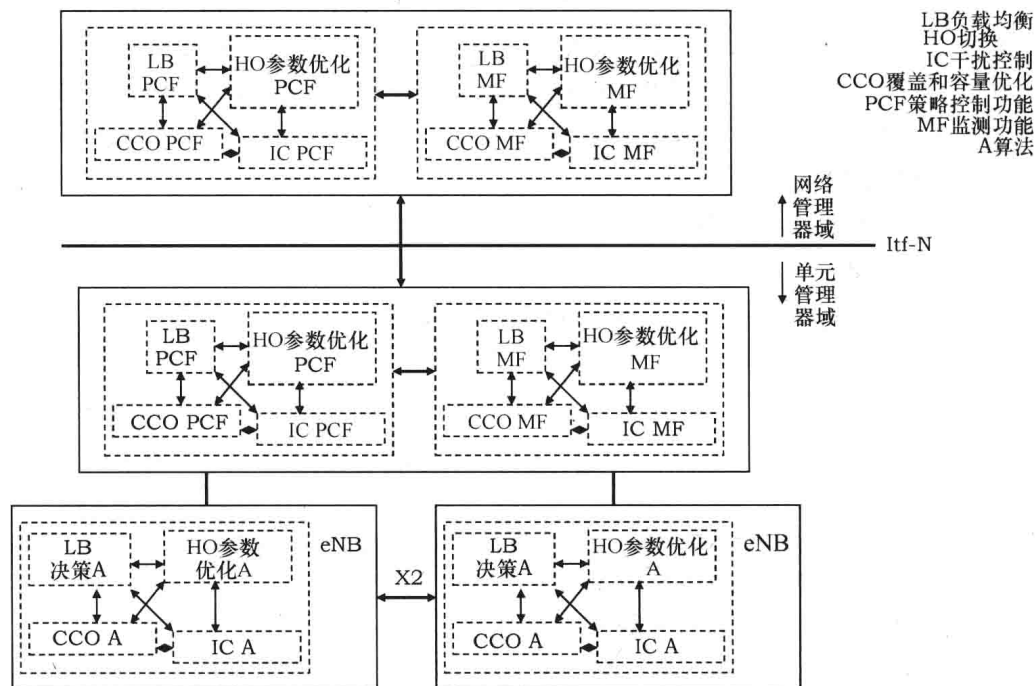 LB负载均衡
HO切换
IC干扰控制
CCO覆盖和容量优化
PCF策略控制功能
MF监测功能
A算法
LB
PCF
HO参数优化
PCF
CCO PCF
IC PCF
LB
MF
HO参数优化
MF
CCO MF
IC MF
网络
管理
器域
Itf-N
单元
管理
器域
LB
PCF
HO参数优化
PCF
CCO PCF
IC PCF
LB
MF
HO参数优化
MF
CCO MF
IC MF
LB
决策A
HO参数
优化A
CCO A
IC A
eNB
X2
LB
决策A
HO参数优化
A
CCO A
IC A
eNB